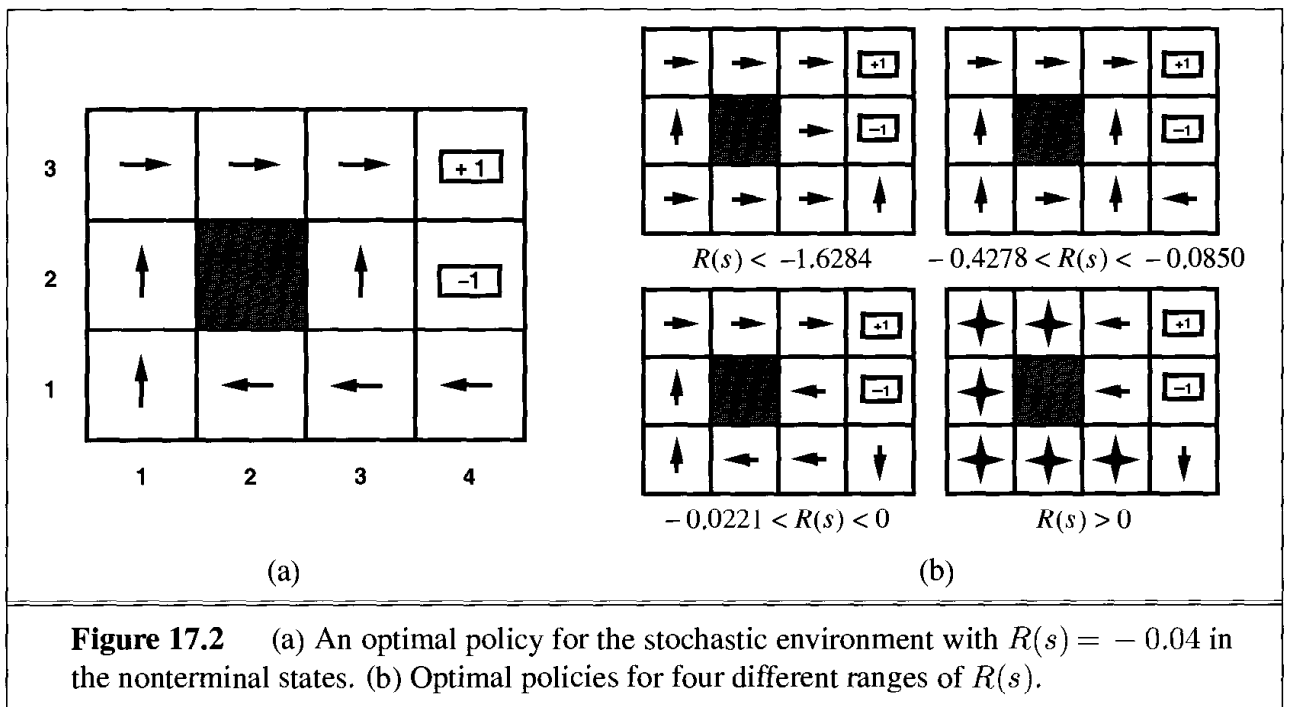 3
+ 1
2
−1
1
1 2 3 4
(a)
+1
−1
R(s) < −1.6284
+1
−1
− 0.4278 < R(s) < − 0.0850
+1
−1
− 0.0221 < R(s) < 0
+1
−1
R(s) > 0
(b)
Figure 17.2 (a) An optimal policy for the stochastic environment with R(s) = − 0.04 in
the nonterminal states. (b) Optimal policies for four different ranges of R(s).